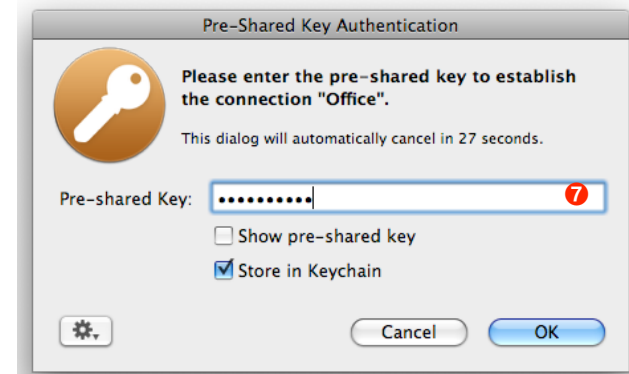 Pre-Shared Key Authentication
Please enter the pre-shared key to establish
the connection "Office".
This dialog will automatically cancel in 27 seconds.
Pre-shared Key: •••••••••• 7
Show pre-shared key
Store in Keychain
Cancel OK